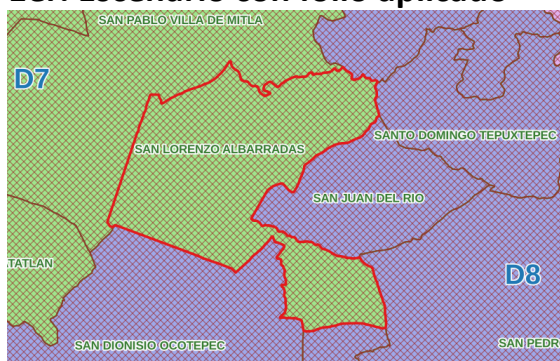 SAN PABLO VILLA DE MITLA
D7
SANTO DOMINGO TEPUXTEPEC
SAN LORENZO ALBARRADAS
SAN JUAN DEL RIO
ATATLAN
D8
SAN DIONISIO OCOTEPEC
SAN PEDR